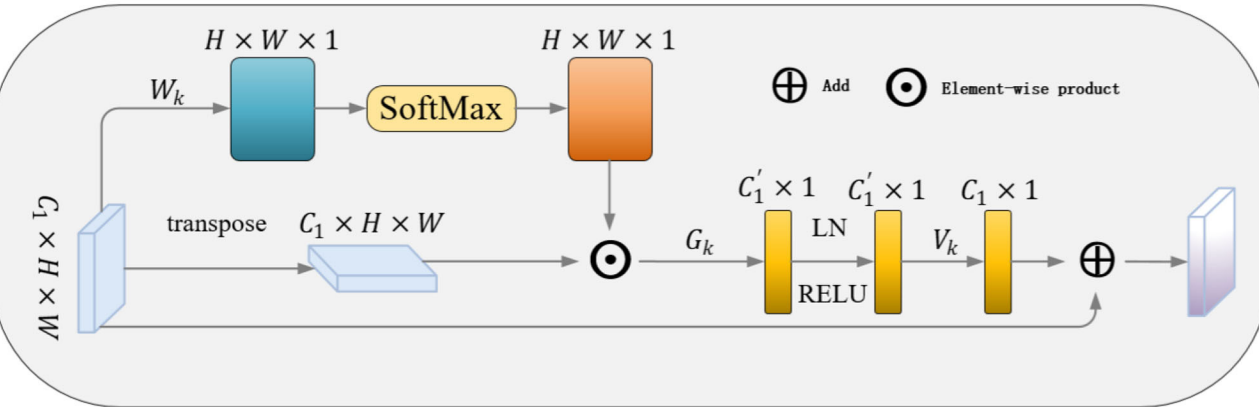 H × W × 1
H × W × 1
W_k
SoftMax
Add
Element-wise product
C_1 × H × W
transpose
C_1 × H × W
G_k
C_1^' × 1
LN
RELU
C_1^' × 1
V_k
C_1 × 1